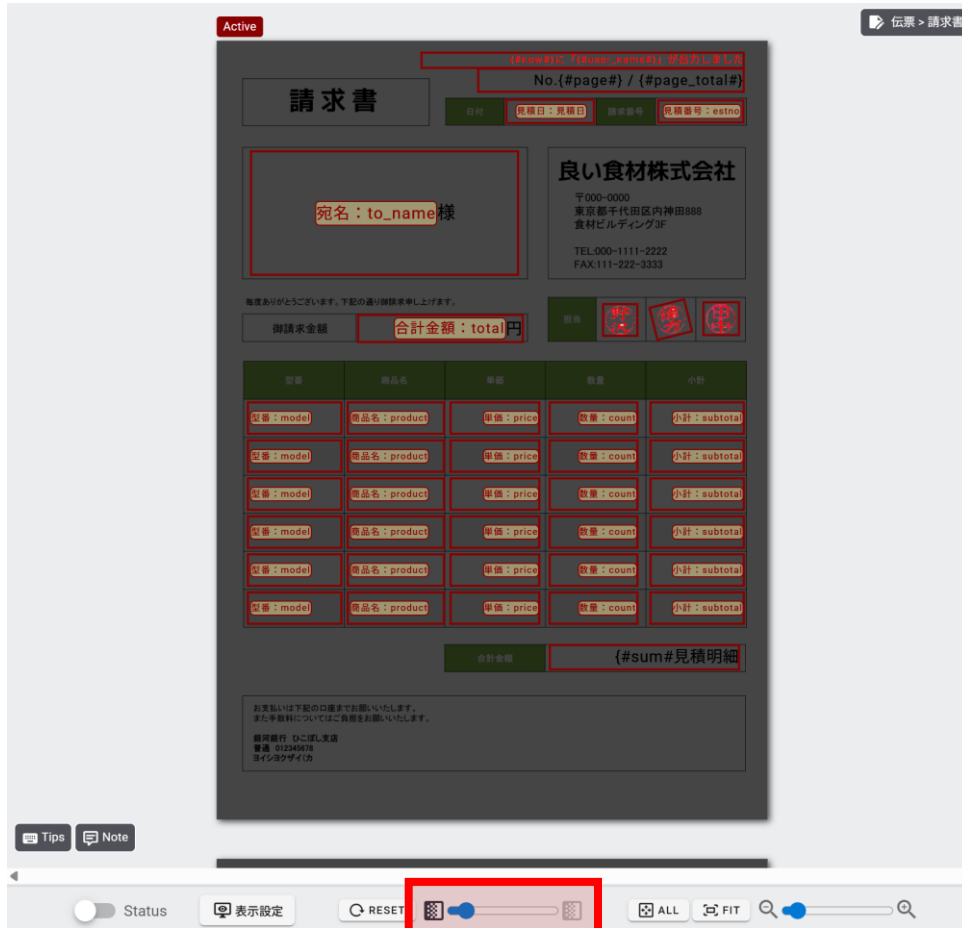 Active
伝票 > 請求書
{#now#}に「{#user_name#}」が出力しました
No.{#page#} / {#page_total#}
請求書
日付 見積日：見積日 請求番号 見積番号：estno
宛名：to_name様
良い食材株式会社
〒000-0000
東京都千代田区内神田888
食材ビルディング3F
TEL:000-1111-2222
FAX:111-222-3333
毎度ありがとうございます。下記の通り御請求申し上げます。
御請求金額 合計金額：total円
担当
型番 商品名 単価 数量 小計
型番：model 商品名：product 単価：price 数量：count 小計：subtotal
型番：model 商品名：product 単価：price 数量：count 小計：subtotal
型番：model 商品名：product 単価：price 数量：count 小計：subtotal
型番：model 商品名：product 単価：price 数量：count 小計：subtotal
型番：model 商品名：product 単価：price 数量：count 小計：subtotal
型番：model 商品名：product 単価：price 数量：count 小計：subtotal
合計金額 {#sum#見積明細
お支払いは下記の口座までお願いいたします。
また手数料についてはご負担をお願いいたします。
銀河銀行 ひこぼし支店
普通 012345678
ヨイシヨクザイ(カ
Tips Note
Status 表示設定 RESET ALL FIT